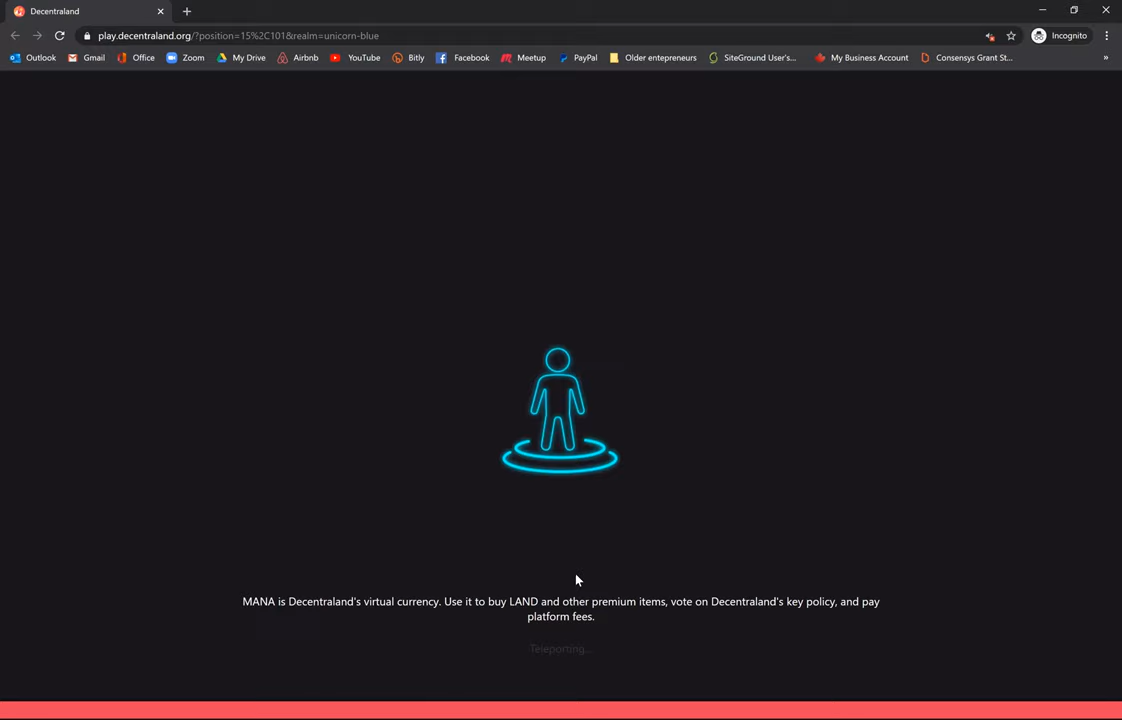 Decentraland
play.decentraland.org/?position=15%2C101&realm=unicorn-blue
Incognito
Outlook Gmail Office Zoom My Drive Airbnb YouTube Bitly Facebook Meetup PayPal Older entepreneurs SiteGround User's... My Business Account Consensys Grant St... »
MANA is Decentraland's virtual currency. Use it to buy LAND and other premium items, vote on Decentraland's key policy, and pay
platform fees.
Teleporting...